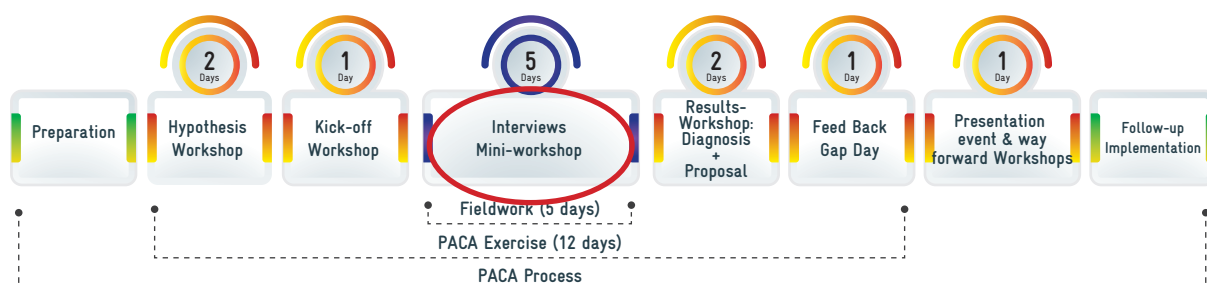 2
Days
1
Day
5
Days
2
Days
1
Day
1
Day
Preparation
Hypothesis
Workshop
Kick-off
Workshop
Interviews
Mini-workshop
Results-
Workshop:
Diagnosis
+
Proposal
Feed Back
Gap Day
Presentation
event & way
forward Workshops
Follow-up
Implementation
Fieldwork (5 days)
PACA Exercise (12 days)
PACA Process